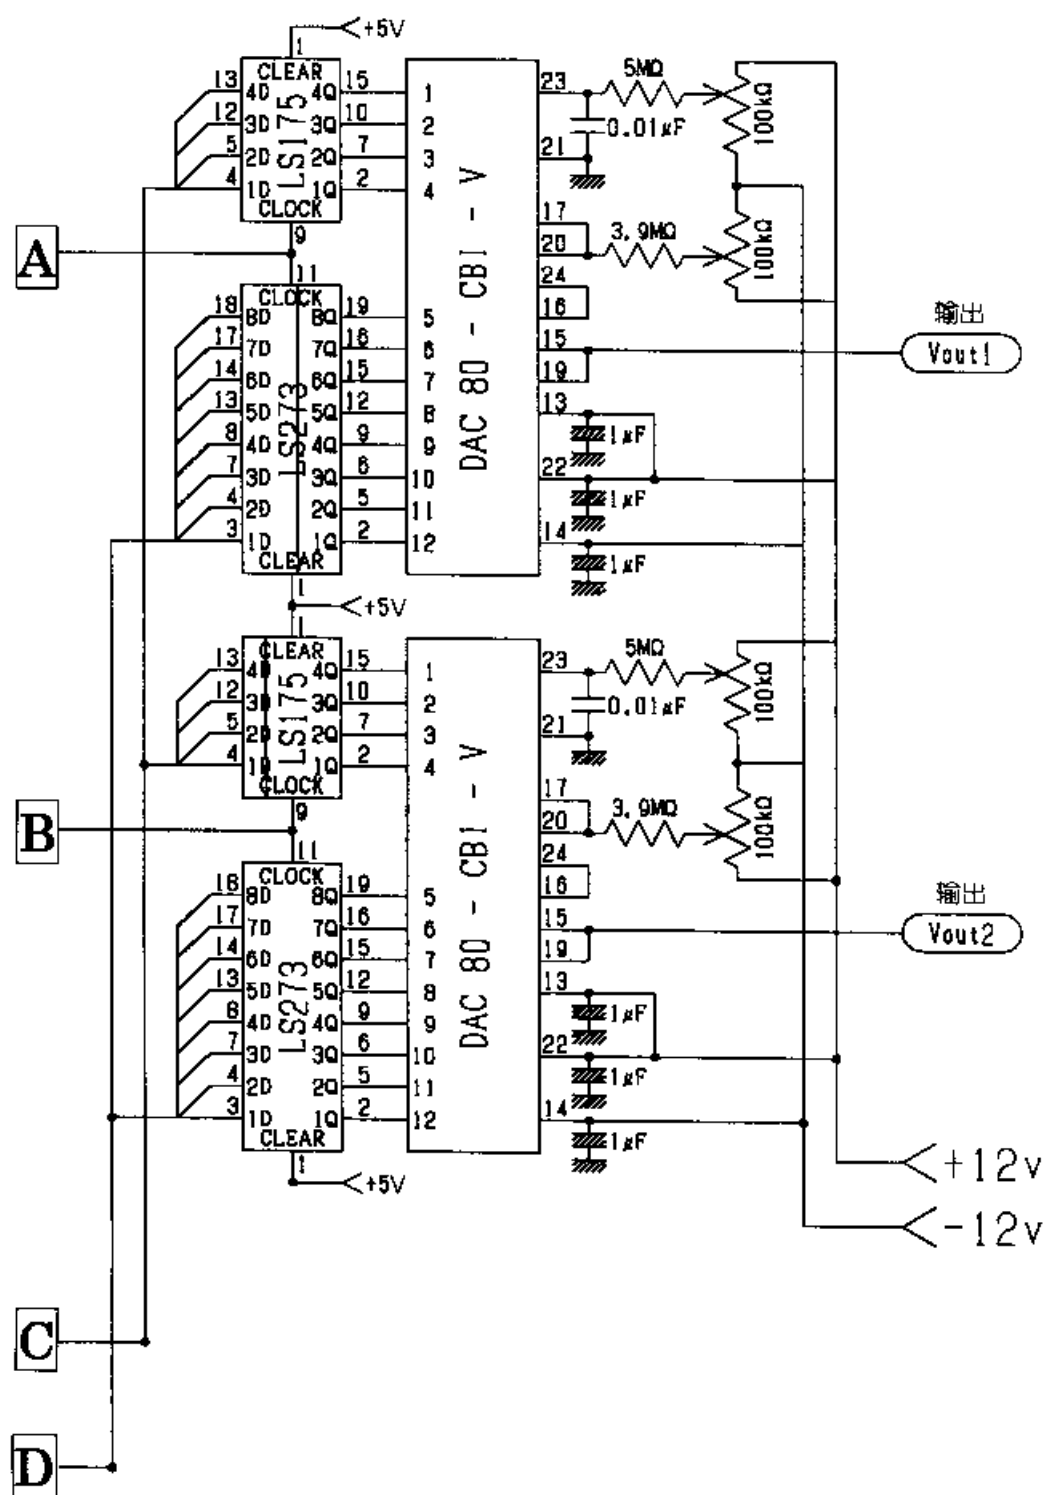 +5V
1
CLEAR
13 4D 4Q 15 1
12 3D 3Q 10 2
5 2D 2Q 7 3
4 1D 1Q 2 4
LS175
CLOCK
9
A
11
CLOCK
18 8D 8Q 19 5
17 7D 7Q 16 6
14 6D 6Q 15 7
13 5D 5Q 12 8
8 4D 4Q 9 9
7 3D 3Q 6 10
4 2D 2Q 5 11
3 1D 1Q 2 12
LS273
CLEAR
1
+5V
DAC 80 - CBI - V
23 5MΩ 100kΩ
0.01μF
21
17
20 3.9MΩ 100kΩ
24
16
15
19
输出
Vout1
13
1μF
22
1μF
14
1μF
1
CLEAR
13 4D 4Q 15 1
12 3D 3Q 10 2
5 2D 2Q 7 3
4 1D 1Q 2 4
LS175
CLOCK
9
B
11
CLOCK
18 8D 8Q 19 5
17 7D 7Q 16 6
14 6D 6Q 15 7
13 5D 5Q 12 8
8 4D 4Q 9 9
7 3D 3Q 6 10
4 2D 2Q 5 11
3 1D 1Q 2 12
LS273
CLEAR
1
+5V
DAC 80 - CBI - V
23 5MΩ 100kΩ
0.01μF
21
17
20 3.9MΩ 100kΩ
24
16
15
19
输出
Vout2
13
1μF
22
1μF
14
1μF
+12v
-12v
C
D